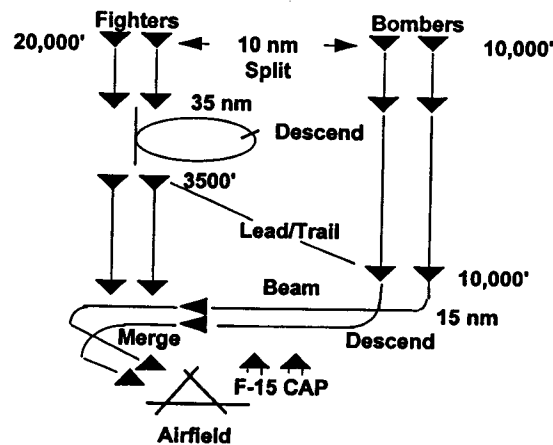 Fighters
Bombers
20,000'
10 nm
10,000'
Split
35 nm
Descend
3500'
Lead/Trail
10,000'
Beam
15 nm
Merge
Descend
F-15 CAP
Airfield